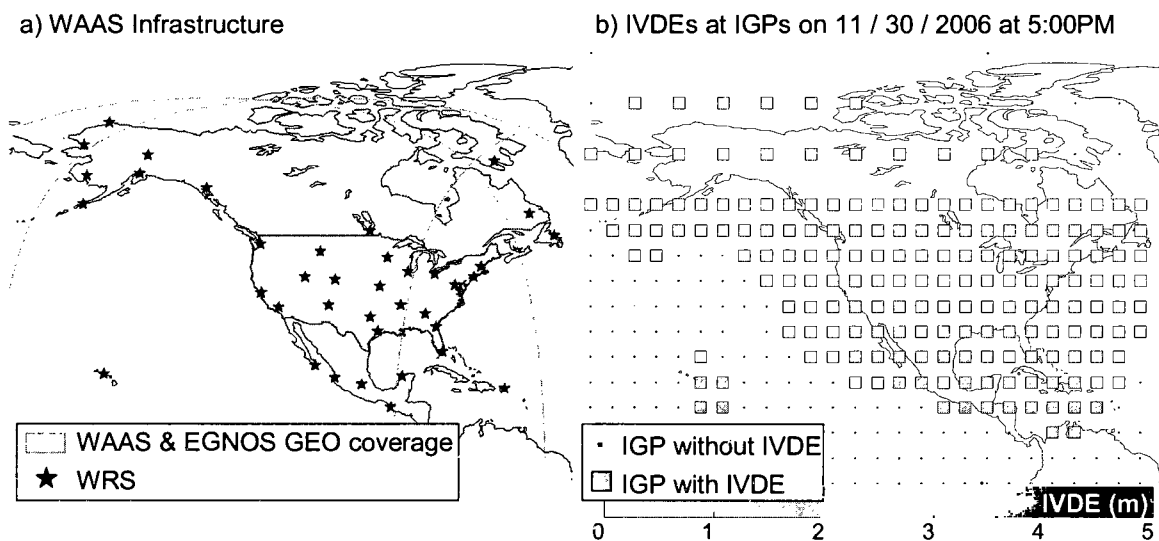 a) WAAS Infrastructure
b) IVDEs at IGPs on 11 / 30 / 2006 at 5:00PM
WAAS & EGNOS GEO coverage
WRS
IGP without IVDE
IGP with IVDE
IVDE (m)
0 1 2 3 4 5